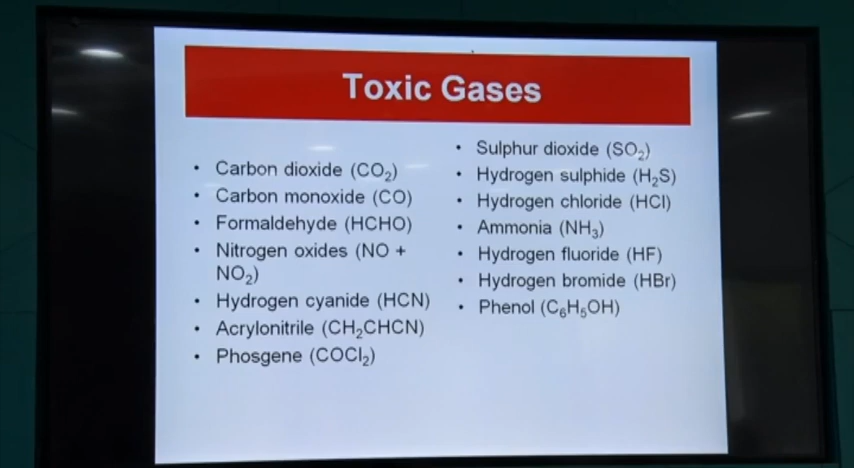 Toxic Gases
• Carbon dioxide (CO₂)
• Carbon monoxide (CO)
• Formaldehyde (HCHO)
• Nitrogen oxides (NO +
NO₂)
• Hydrogen cyanide (HCN)
• Acrylonitrile (CH₂CHCN)
• Phosgene (COCl₂)
• Sulphur dioxide (SO₂)
• Hydrogen sulphide (H₂S)
• Hydrogen chloride (HCl)
• Ammonia (NH₃)
• Hydrogen fluoride (HF)
• Hydrogen bromide (HBr)
• Phenol (C₆H₅OH)